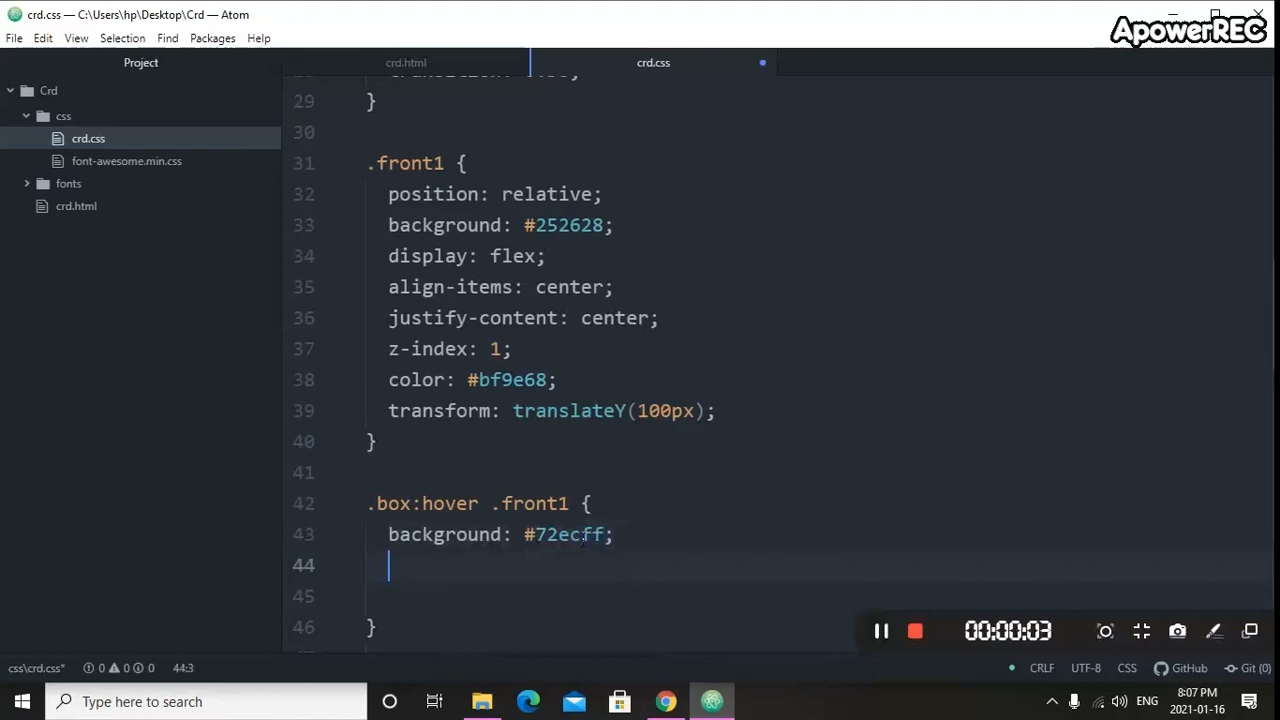 crd.css — C:\Users\hp\Desktop\Crd — Atom
ApowerREC
File Edit View Selection Find Packages Help
Project
crd.html
crd.css
Crd
css
crd.css
font-awesome.min.css
fonts
crd.html
29 }
30
31 .front1 {
32 position: relative;
33 background: #252628;
34 display: flex;
35 align-items: center;
36 justify-content: center;
37 z-index: 1;
38 color: #bf9e68;
39 transform: translateY(100px);
40 }
41
42 .box:hover .front1 {
43 background: #72ecff;
44
45
46 }
00:00:03
css\crd.css* 0 0 0 44:3 CRLF UTF-8 CSS GitHub Git (0)
Type here to search
ENG
8:07 PM
2021-01-16